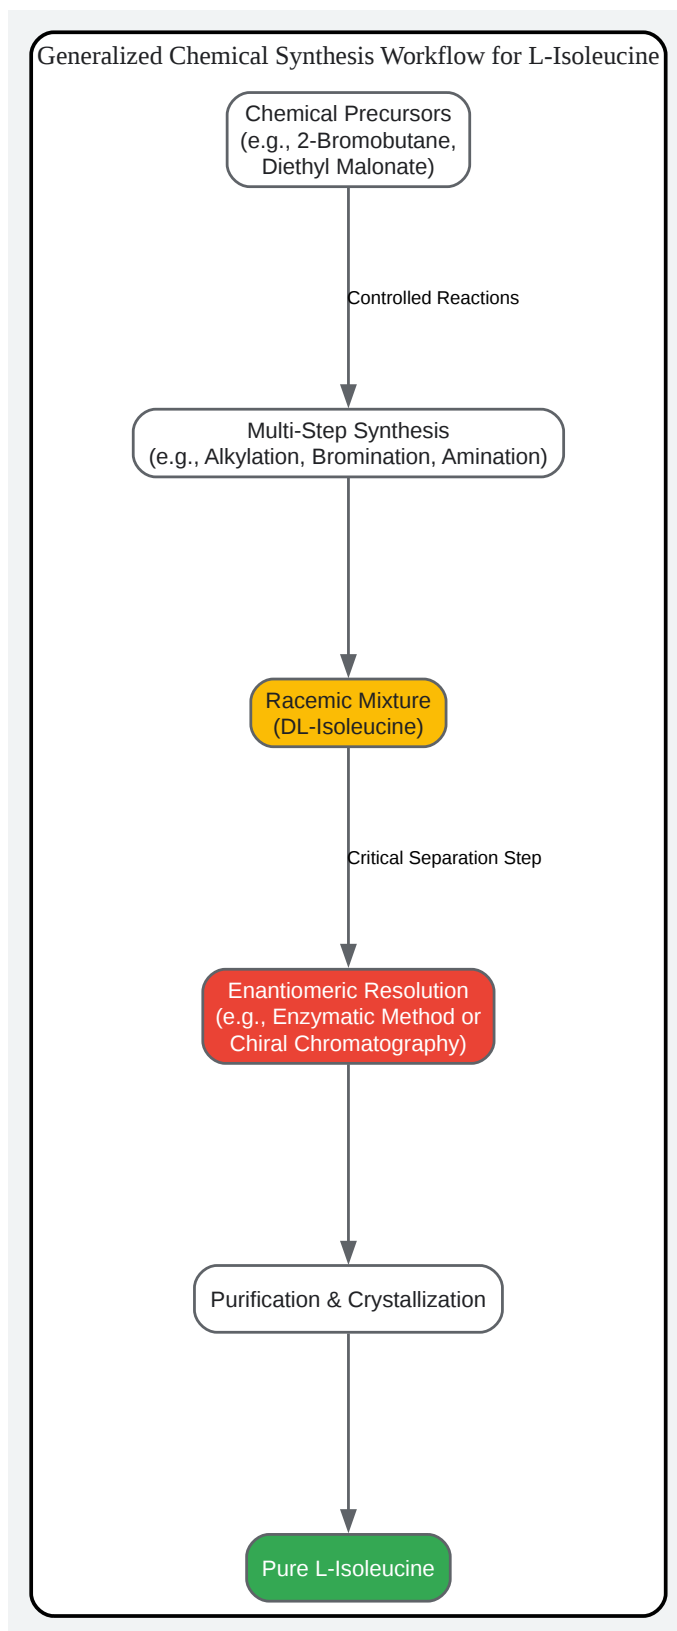 Generalized Chemical Synthesis Workflow for L-Isoleucine
Chemical Precursors
(e.g., 2-Bromobutane,
Diethyl Malonate)
Controlled Reactions
Multi-Step Synthesis
(e.g., Alkylation, Bromination, Amination)
Racemic Mixture
(DL-Isoleucine)
Critical Separation Step
Enantiomeric Resolution
(e.g., Enzymatic Method or
Chiral Chromatography)
Purification & Crystallization
Pure L-Isoleucine